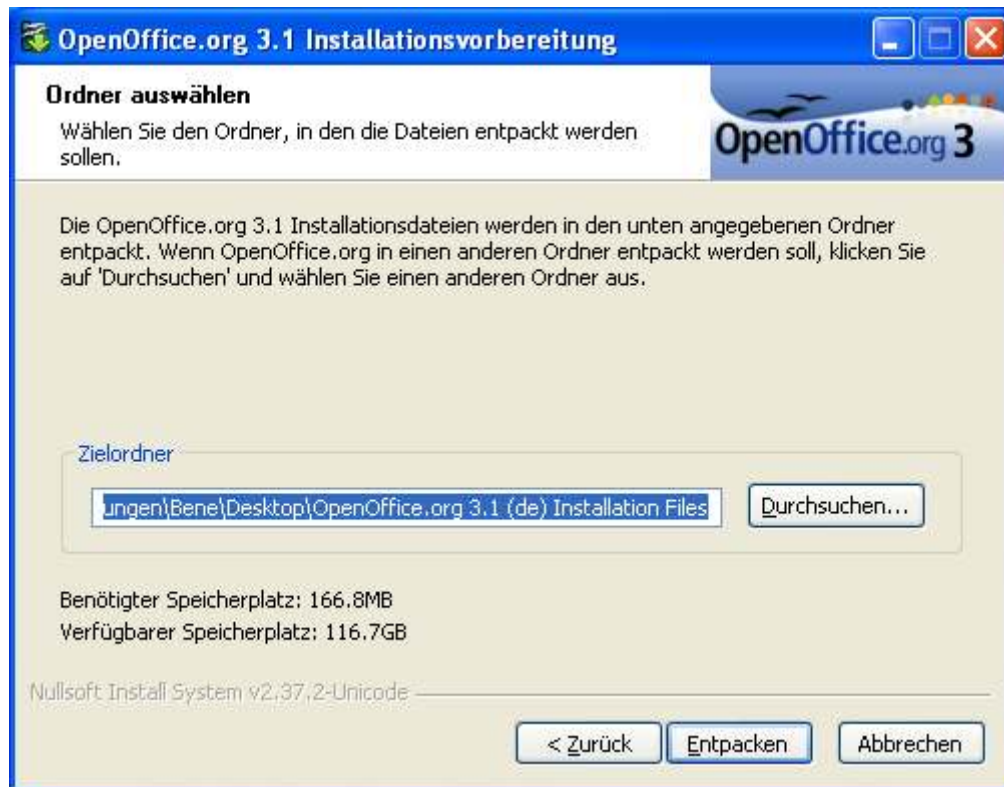 OpenOffice.org 3.1 Installationsvorbereitung
Ordner auswählen
Wählen Sie den Ordner, in den die Dateien entpackt werden
sollen.
OpenOffice.org 3
Die OpenOffice.org 3.1 Installationsdateien werden in den unten angegebenen Ordner
entpackt. Wenn OpenOffice.org in einen anderen Ordner entpackt werden soll, klicken Sie
auf 'Durchsuchen' und wählen Sie einen anderen Ordner aus.
Zielordner
ungen\Bene\Desktop\OpenOffice.org 3.1 (de) Installation Files
Durchsuchen...
Benötigter Speicherplatz: 166.8MB
Verfügbarer Speicherplatz: 116.7GB
Nullsoft Install System v2.37.2-Unicode
< Zurück
Entpacken
Abbrechen